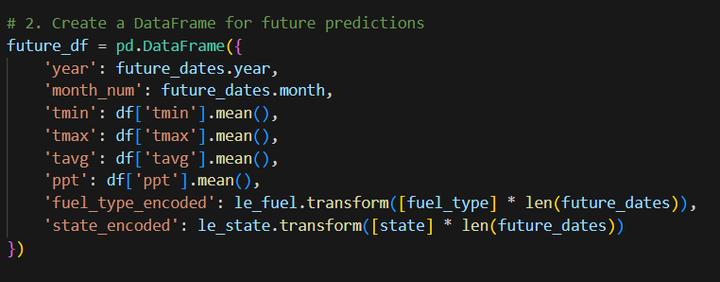 # 2. Create a DataFrame for future predictions
future_df = pd.DataFrame({
    'year': future_dates.year,
    'month_num': future_dates.month,
    'tmin': df['tmin'].mean(),
    'tmax': df['tmax'].mean(),
    'tavg': df['tavg'].mean(),
    'ppt': df['ppt'].mean(),
    'fuel_type_encoded': le_fuel.transform([fuel_type] * len(future_dates)),
    'state_encoded': le_state.transform([state] * len(future_dates))
})